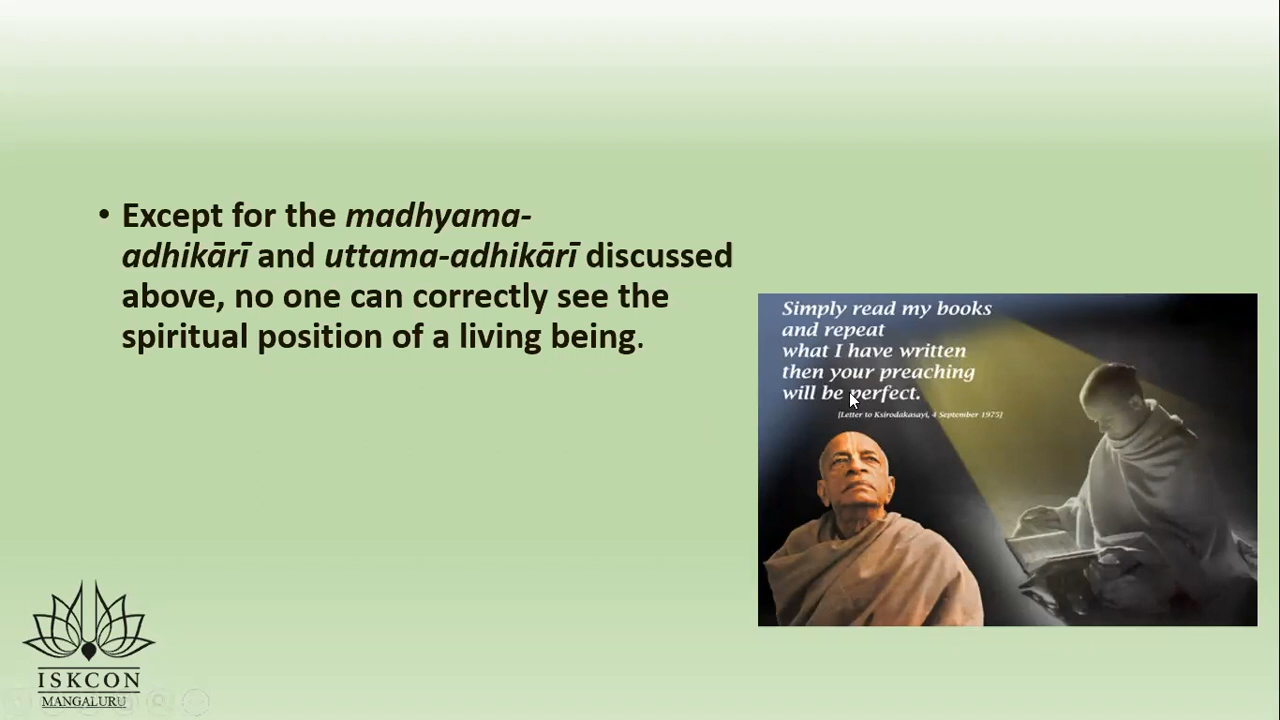 • Except for the madhyama-
adhikārī and uttama-adhikārī discussed
above, no one can correctly see the
spiritual position of a living being.
Simply read my books
and repeat
what I have written
then your preaching
will be perfect.
[Letter to Ksirodakasayi, 4 September 1975]
ISKCON
MANGALURU